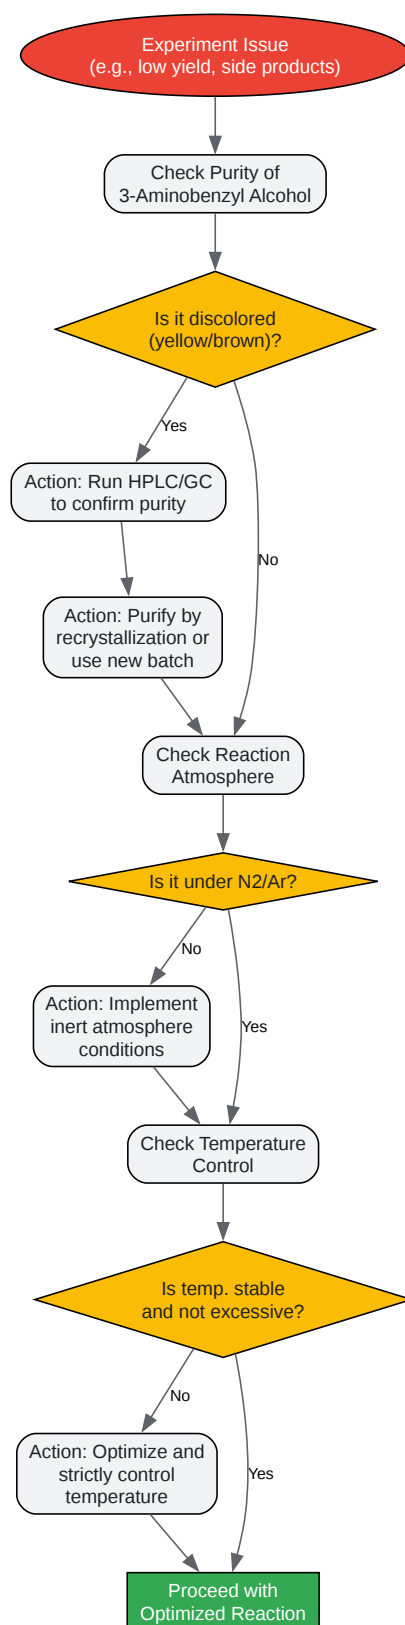 Experiment Issue
(e.g., low yield, side products)
Check Purity of
3-Aminobenzyl Alcohol
Is it discolored
(yellow/brown)?
Yes
Action: Run HPLC/GC
to confirm purity
No
Action: Purify by
recrystallization or
use new batch
Check Reaction
Atmosphere
Is it under N2/Ar?
No
Action: Implement
inert atmosphere
conditions
Yes
Check Temperature
Control
Is temp. stable
and not excessive?
No
Action: Optimize and
strictly control
temperature
Yes
Proceed with
Optimized Reaction